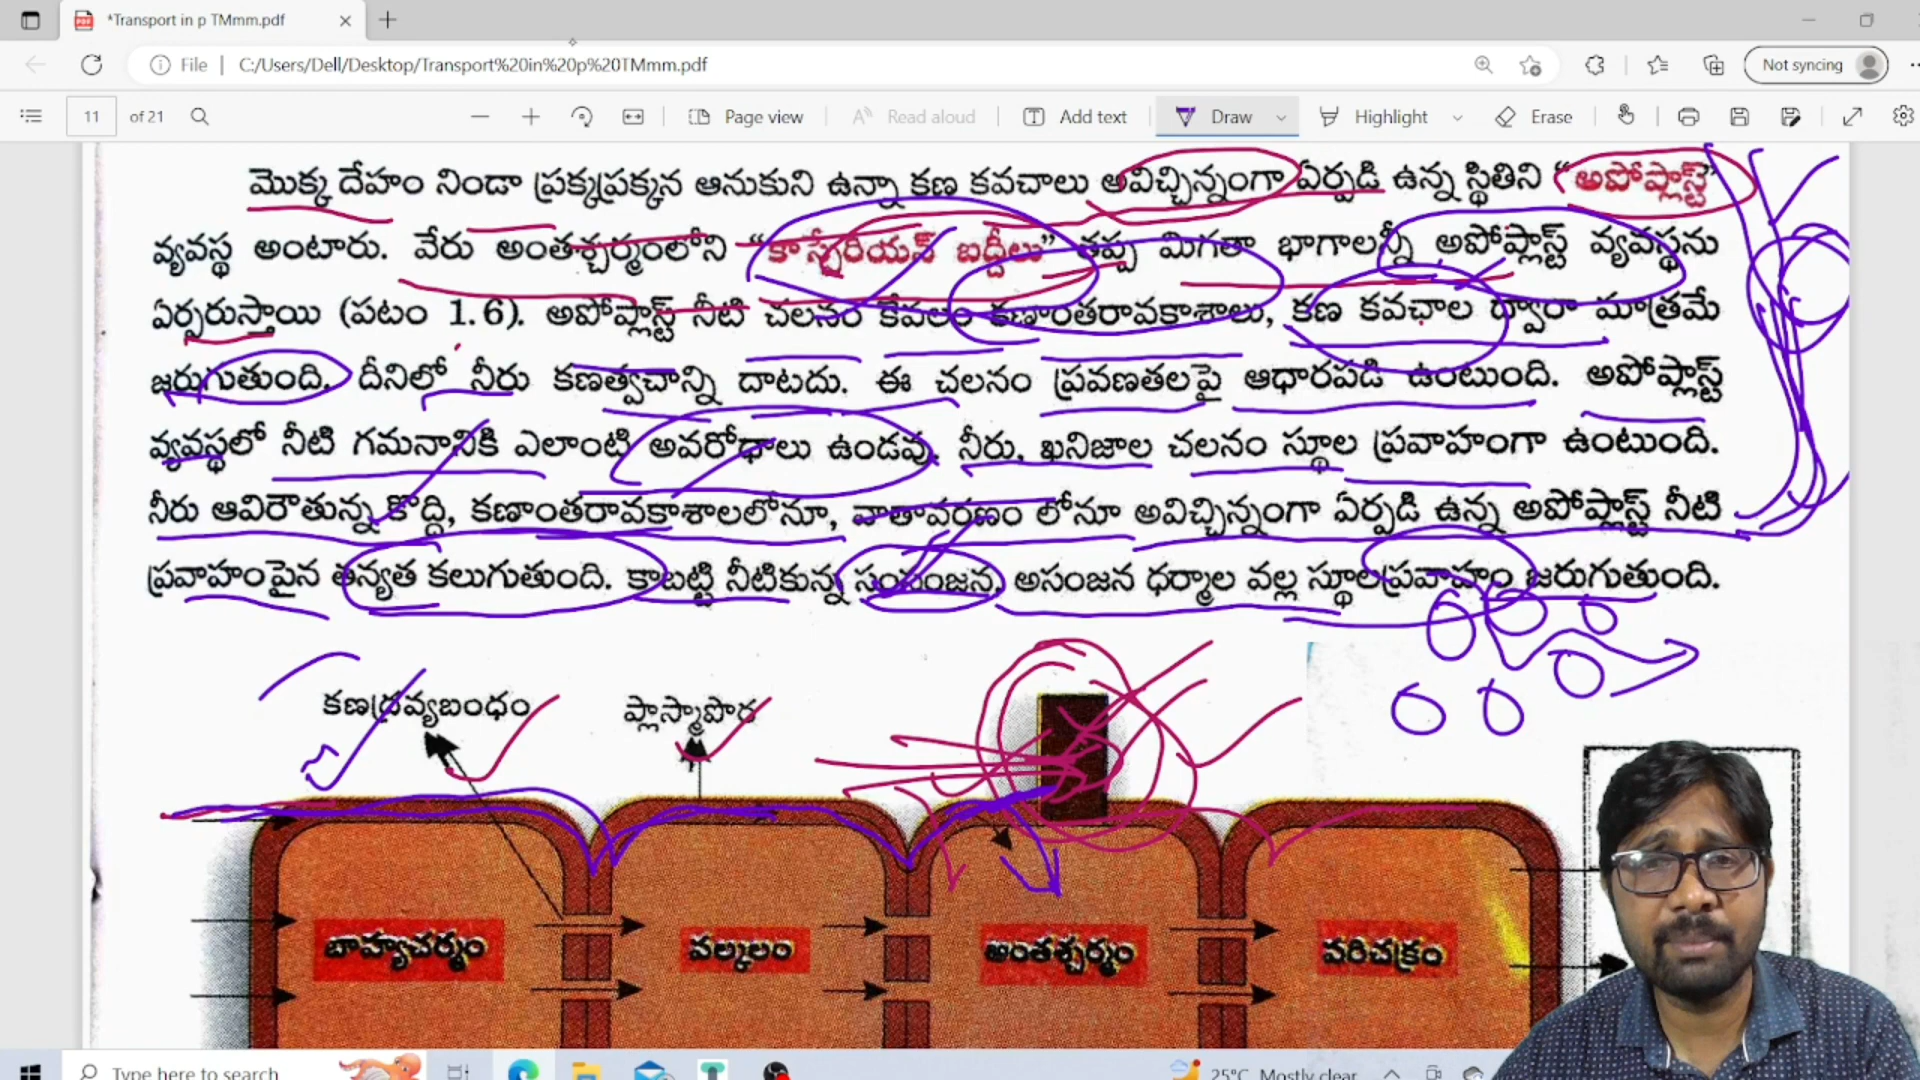 *Transport in p TMmm.pdf
File C:/Users/Dell/Desktop/Transport%20in%20p%20TMmm.pdf Not syncing
11 of 21 Page view Read aloud Add text Draw Highlight Erase
మొక్క దేహం నిండా ప్రక్కప్రక్కన ఆనుకుని ఉన్నా కణ కవచాలు అవిచ్ఛిన్నంగా ఏర్పడి ఉన్న స్థితిని “అపోప్లాస్ట్”
వ్యవస్థ అంటారు. వేరు అంతశ్చర్మంలోని “కాస్పేరియన్ బద్దీలు” తప్ప మిగతా భాగాలన్నీ అపోప్లాస్ట్ వ్యవస్థను
ఏర్పరుస్తాయి (పటం 1.6). అపోప్లాస్ట్ నీటి చలనం కేవలం కణాంతరావకాశాలు, కణ కవచాల ద్వారా మాత్రమే
జరుగుతుంది. దీనిలో నీరు కణత్వచాన్ని దాటదు. ఈ చలనం ప్రవణతలపై ఆధారపడి ఉంటుంది. అపోప్లాస్ట్
వ్యవస్థలో నీటి గమనానికి ఎలాంటి అవరోధాలు ఉండవు. నీరు, ఖనిజాల చలనం స్థూల ప్రవాహంగా ఉంటుంది.
నీరు ఆవిరౌతున్న కొద్ది, కణాంతరావకాశాలలోనూ, వాతావరణం లోనూ అవిచ్ఛిన్నంగా ఏర్పడి ఉన్న అపోప్లాస్ట్ నీటి
ప్రవాహంపైన తన్యత కలుగుతుంది. కాబట్టి నీటికున్న సంసంజన, అసంజన ధర్మాల వల్ల స్థూలప్రవాహం జరుగుతుంది.
కణద్రవ్యబంధం ప్లాస్మాపొర
బాహ్యచర్మం వల్కలం అంతశ్చర్మం పరిచక్రం
Type here to search 25°C Mostly clear